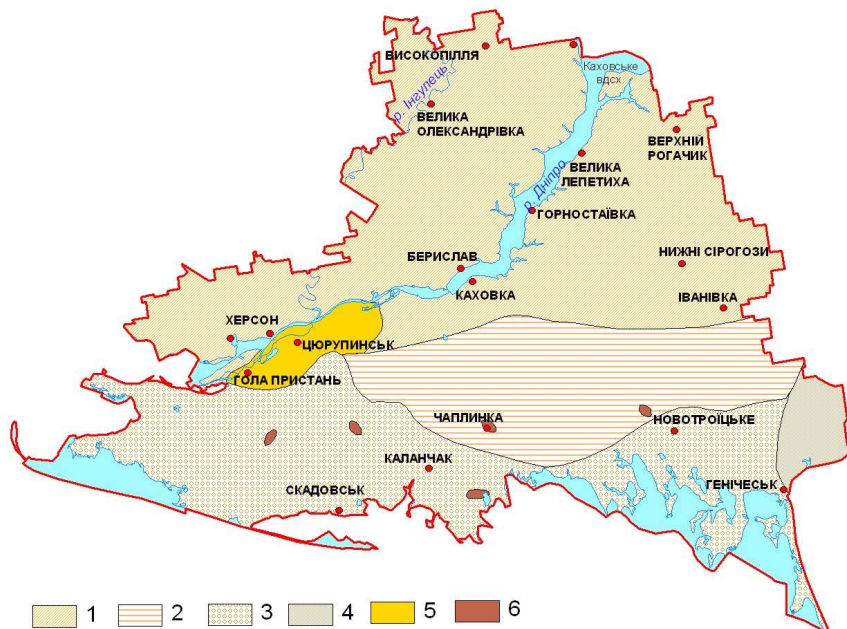 ВИСОКОПІЛЛЯ
Каховське
вдсх.
р. Інгулець
ВЕЛИКА
ОЛЕКСАНДРІВКА
ВЕРХНІЙ
РОГАЧИК
ВЕЛИКА
ЛЕПЕТИХА
р. Дніпро
ГОРНОСТАЇВКА
БЕРИСЛАВ
НИЖНІ СІРОГОЗИ
КАХОВКА
ІВАНІВКА
ХЕРСОН
ЦЮРУПИНСЬК
ГОЛА ПРИСТАНЬ
ЧАПЛИНКА
НОВОТРОЇЦЬКЕ
КАЛАНЧАК
СКАДОВСЬК
ГЕНІЧЕСЬК
1 2 3 4 5 6